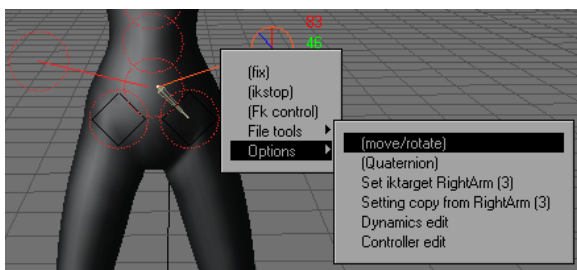 83
46
(fix)
(ikstop)
(Fk control)
File tools
Options
(move/rotate)
(Quaternion)
Set iktarget RightArm (3)
Setting copy from RightArm (3)
Dynamics edit
Controller edit